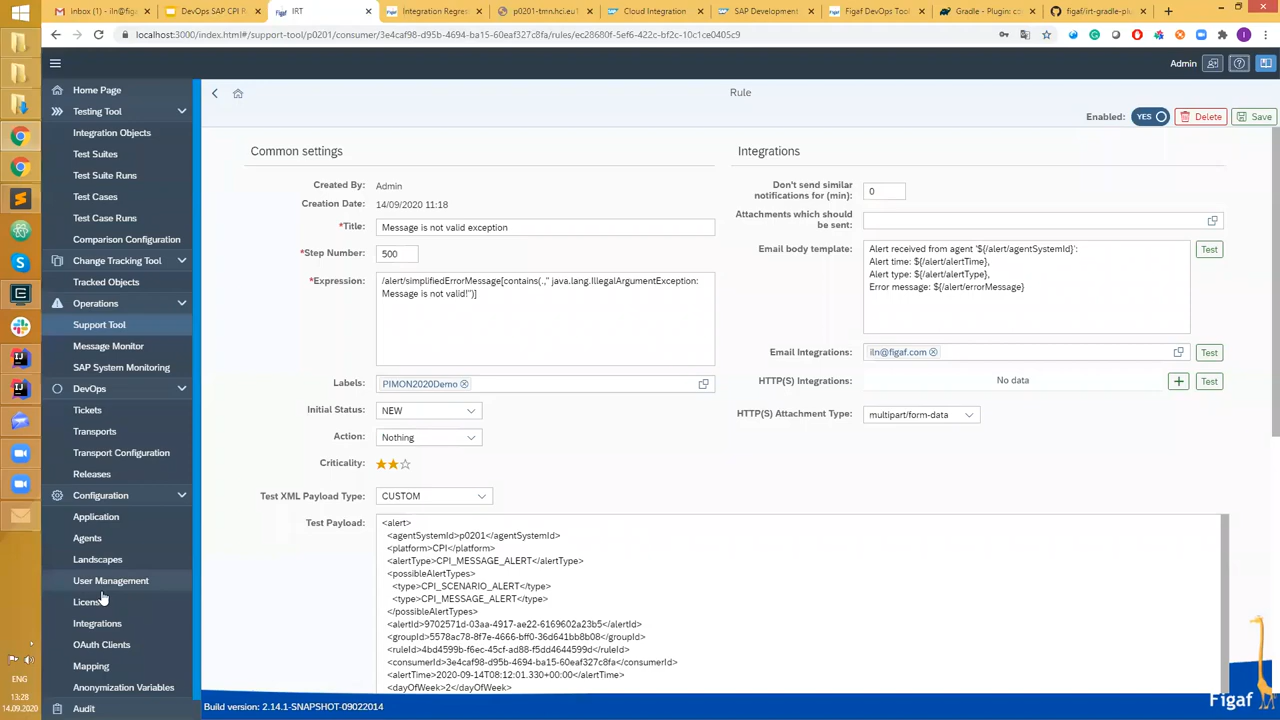 Inbox (1) - iln@figaf.co
DevOps SAP CPI R
IRT
Integration Regre
p0201-tmn.hci.eu1
Cloud Integration
SAP Development
Figaf DevOps Too
Gradle - Plugin: co
figaf/irt-gradle-plu
localhost:3000/index.html#/support-tool/p0201/consumer/3e4caf98-d95b-4694-ba15-60eaf327c8fa/rules/ec28680f-5ef6-422c-bf2c-10c1ce0405c9
Admin
Home Page
Testing Tool
Integration Objects
Test Suites
Test Suite Runs
Test Cases
Test Case Runs
Comparison Configuration
Change Tracking Tool
Tracked Objects
Operations
Support Tool
Message Monitor
SAP System Monitoring
DevOps
Tickets
Transports
Transport Configuration
Releases
Configuration
Application
Agents
Landscapes
User Management
Licens
Integrations
OAuth Clients
Mapping
Anonymization Variables
Audit
ENG
13:28
14.09.2020
Rule
Enabled: YES Delete Save
Common settings
Created By: Admin
Creation Date: 14/09/2020 11:18
*Title: Message is not valid exception
*Step Number: 500
*Expression: /alert/simplifiedErrorMessage[contains(.," java.lang.IllegalArgumentException:
Message is not valid!")]
Labels: PIMON2020Demo
Initial Status: NEW
Action: Nothing
Criticality:
Test XML Payload Type: CUSTOM
Test Payload: <alert>
<agentSystemId>p0201</agentSystemId>
<platform>CPI</platform>
<alertType>CPI_MESSAGE_ALERT</alertType>
<possibleAlertTypes>
<type>CPI_SCENARIO_ALERT</type>
<type>CPI_MESSAGE_ALERT</type>
</possibleAlertTypes>
<alertId>9702571d-03aa-4917-ae22-6169602a23b5</alertId>
<groupId>5578ac78-8f7e-4666-bff0-36d641bb8b08</groupId>
<ruleId>4bd4599b-f6ec-45cf-ad88-f5dd4644599d</ruleId>
<consumerId>3e4caf98-d95b-4694-ba15-60eaf327c8fa</consumerId>
<alertTime>2020-09-14T08:12:01.330+00:00</alertTime>
<dayOfWeek>2</dayOfWeek>
Integrations
Don't send similar
notifications for (min): 0
Attachments which should
be sent:
Email body template: Alert received from agent '${/alert/agentSystemId}':
Alert time: ${/alert/alertTime},
Alert type: ${/alert/alertType},
Error message: ${/alert/errorMessage}
Test
Email Integrations: iln@figaf.com Test
HTTP(S) Integrations: No data Test
HTTP(S) Attachment Type: multipart/form-data
Build version: 2.14.1-SNAPSHOT-09022014
Figaf